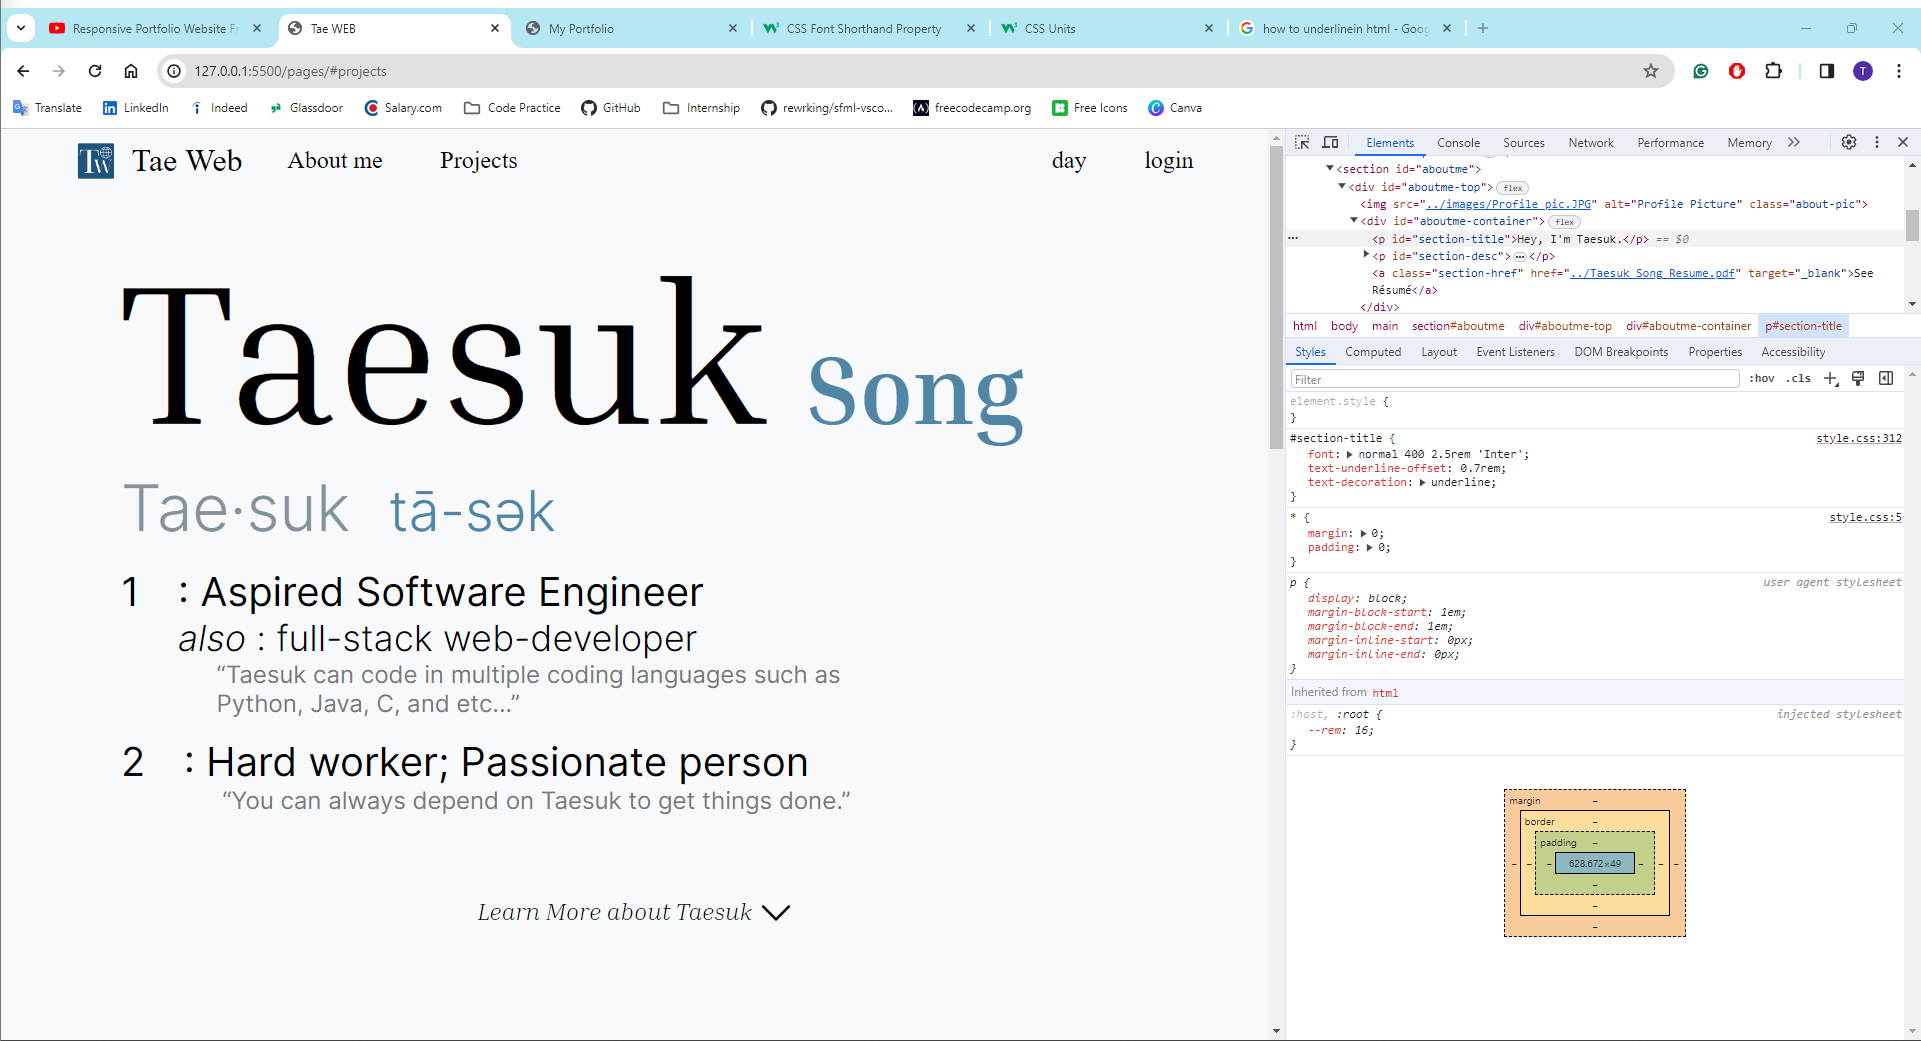 Responsive Portfolio Website Fr
Tae WEB
My Portfolio
CSS Font Shorthand Property
CSS Units
how to underlinein html - Goog
127.0.0.1:5500/pages/#projects
T
Translate
LinkedIn
Indeed
Glassdoor
Salary.com
Code Practice
GitHub
Internship
rewrking/sfml-vsco...
freecodecamp.org
Free Icons
Canva
TW
Tae Web
About me
Projects
day
login
Taesuk Song
Tae·suk tā-sək
1 : Aspired Software Engineer
also : full-stack web-developer
“Taesuk can code in multiple coding languages such as
Python, Java, C, and etc...”
2 : Hard worker; Passionate person
“You can always depend on Taesuk to get things done.”
Learn More about Taesuk
Elements Console Sources Network Performance Memory
<section id="aboutme">
<div id="aboutme-top"> flex
<img src="../images/Profile_pic.JPG" alt="Profile Picture" class="about-pic">
<div id="aboutme-container"> flex
<p id="section-title">Hey, I'm Taesuk.</p> == $0
<p id="section-desc">…</p>
<a class="section-href" href="../Taesuk_Song_Resume.pdf" target="_blank">See
Résumé</a>
</div>
html body main section#aboutme div#aboutme-top div#aboutme-container p#section-title
Styles Computed Layout Event Listeners DOM Breakpoints Properties Accessibility
Filter :hov .cls
element.style {
}
#section-title { style.css:312
font: normal 400 2.5rem 'Inter';
text-underline-offset: 0.7rem;
text-decoration: underline;
}
* { style.css:5
margin: 0;
padding: 0;
}
p { user agent stylesheet
display: block;
margin-block-start: 1em;
margin-block-end: 1em;
margin-inline-start: 0px;
margin-inline-end: 0px;
}
Inherited from html
:host, :root { injected stylesheet
--rem: 16;
}
margin –
border –
padding –
– – – 628.672×49 – – –
–
–
–